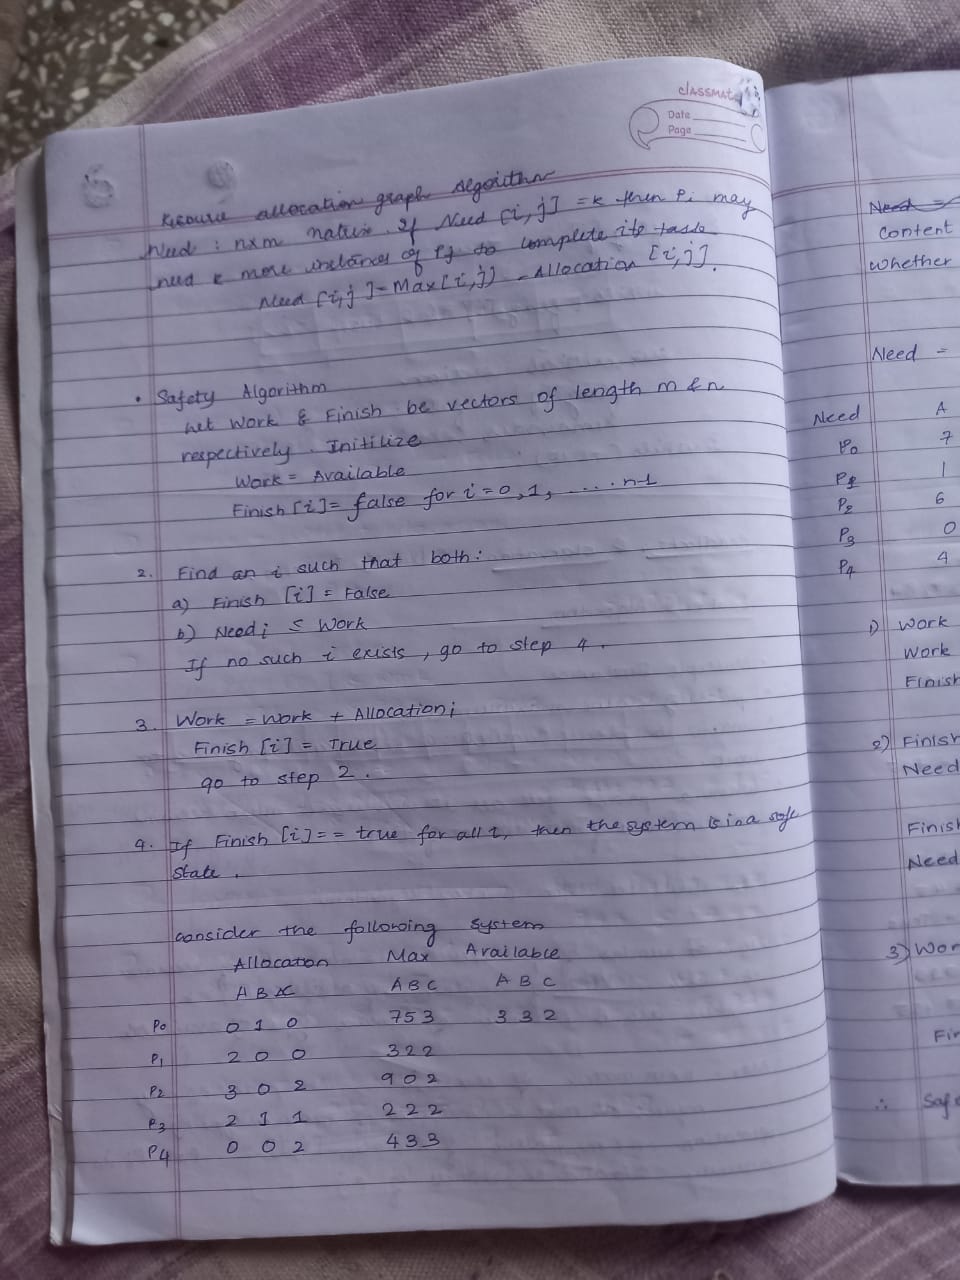 classmate
Date
Page
Resource allocation graph Algorithm
Need : nxm matrix. If Need [i,j] = k then Pi may
need k more instances of Rj to complete its task
Need [i,j] = Max[i,j) - Allocation [i,j].
• Safety Algorithm
Let Work & Finish be vectors of length m & n
respectively. Initilize
Work = Available
Finish [i] = false for i = 0, 1, .... n-1
2. Find an i such that both:
a) Finish [i] = False
b) Needi ≤ Work
If no such i exists, go to step 4.
3. Work = Work + Allocationi
Finish [i] = True
go to step 2.
4. If Finish [i] == true for all i, then the system is in a safe
state.
consider the following system
Allocation Max Available
A B C A B C A B C
P0 0 1 0 7 5 3 3 3 2
P1 2 0 0 3 2 2
P2 3 0 2 9 0 2
P3 2 1 1 2 2 2
P4 0 0 2 4 3 3
Need =
Content
Whether
Need =
Need A
P0 7
P1 1
P2 6
P3 0
P4 4
1) Work
Work
Finish
2) Finish
Need
Finish
Need
3) Wor
Fin
∴ Safe